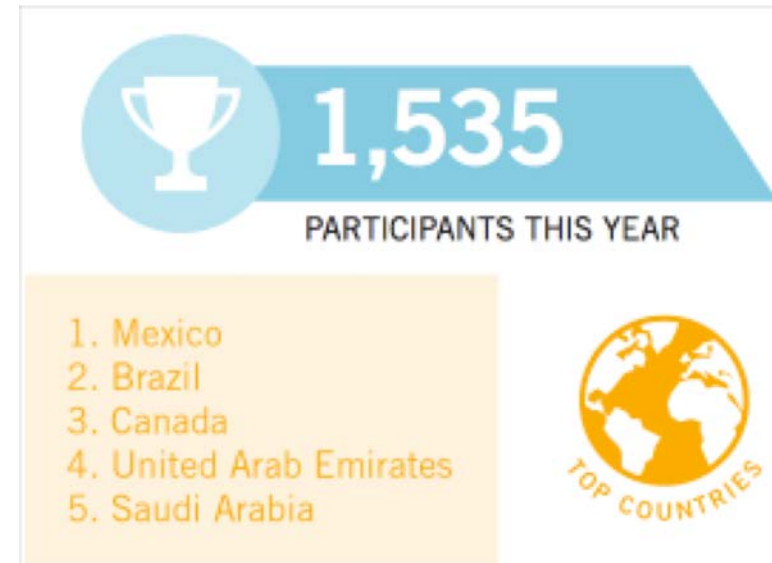 1,535
PARTICIPANTS THIS YEAR
1. Mexico
2. Brazil
3. Canada
4. United Arab Emirates
5. Saudi Arabia
TOP COUNTRIES